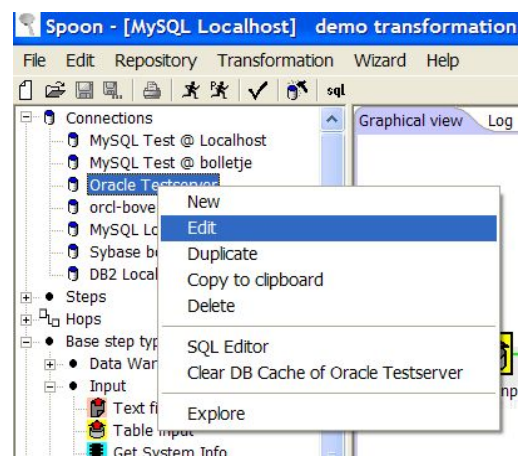 Spoon - [MySQL Localhost] demo transformation
File Edit Repository Transformation Wizard Help
sql
Connections
Graphical view Log
MySQL Test @ Localhost
MySQL Test @ bolletje
Oracle Testserver
New
orcl-bove
Edit
MySQL Lo
Duplicate
Sybase b
Copy to clipboard
DB2 Local
Delete
Steps
Hops
SQL Editor
Base step typ
Clear DB Cache of Oracle Testserver
Data War
Input
Explore
Text fi
Table Input
Get System Info